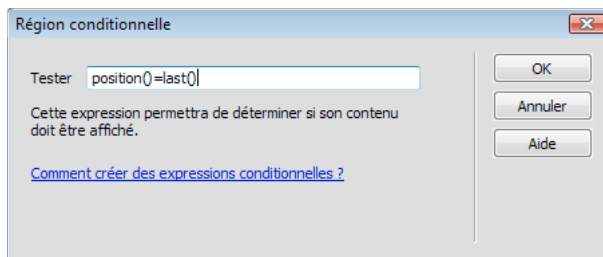 Région conditionnelle
Tester position()=last()
OK
Cette expression permettra de déterminer si son contenu
doit être affiché.
Annuler
Aide
Comment créer des expressions conditionnelles ?